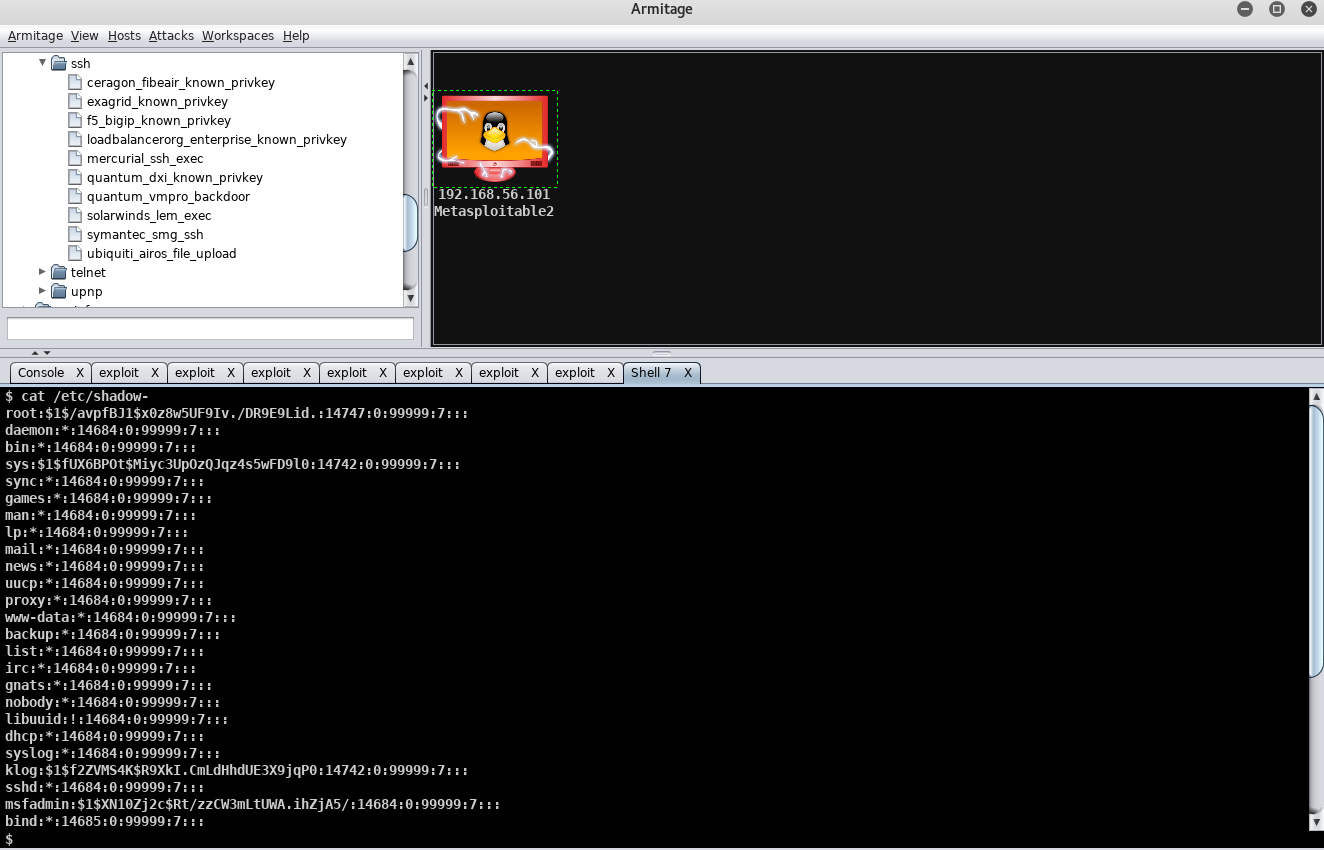 Armitage
Armitage View Hosts Attacks Workspaces Help
ssh
ceragon_fibeair_known_privkey
exagrid_known_privkey
f5_bigip_known_privkey
loadbalancerorg_enterprise_known_privkey
mercurial_ssh_exec
quantum_dxi_known_privkey
quantum_vmpro_backdoor
solarwinds_lem_exec
symantec_smg_ssh
ubiquiti_airos_file_upload
telnet
upnp
192.168.56.101
Metasploitable2
Console X exploit X exploit X exploit X exploit X exploit X exploit X exploit X Shell 7 X
$ cat /etc/shadow-
root:$1$/avpfBJ1$x0z8w5UF9Iv./DR9E9Lid.:14747:0:99999:7:::
daemon:*:14684:0:99999:7:::
bin:*:14684:0:99999:7:::
sys:$1$fUX6BPOt$Miyc3UpOzQJqz4s5wFD9l0:14742:0:99999:7:::
sync:*:14684:0:99999:7:::
games:*:14684:0:99999:7:::
man:*:14684:0:99999:7:::
lp:*:14684:0:99999:7:::
mail:*:14684:0:99999:7:::
news:*:14684:0:99999:7:::
uucp:*:14684:0:99999:7:::
proxy:*:14684:0:99999:7:::
www-data:*:14684:0:99999:7:::
backup:*:14684:0:99999:7:::
list:*:14684:0:99999:7:::
irc:*:14684:0:99999:7:::
gnats:*:14684:0:99999:7:::
nobody:*:14684:0:99999:7:::
libuuid:!:14684:0:99999:7:::
dhcp:*:14684:0:99999:7:::
syslog:*:14684:0:99999:7:::
klog:$1$f2ZVMS4K$R9XkI.CmLdHhdUE3X9jqP0:14742:0:99999:7:::
sshd:*:14684:0:99999:7:::
msfadmin:$1$XN10Zj2c$Rt/zzCW3mLtUWA.ihZjA5/:14684:0:99999:7:::
bind:*:14685:0:99999:7:::
$